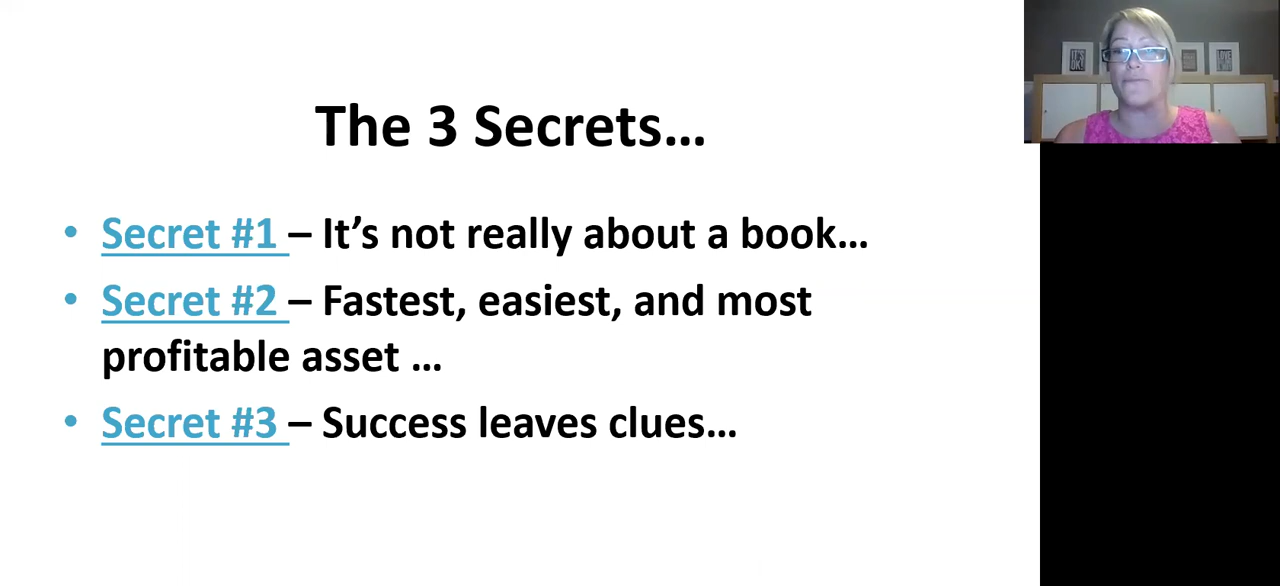 The 3 Secrets…
• Secret #1 – It’s not really about a book…
• Secret #2 – Fastest, easiest, and most
profitable asset …
• Secret #3 – Success leaves clues…